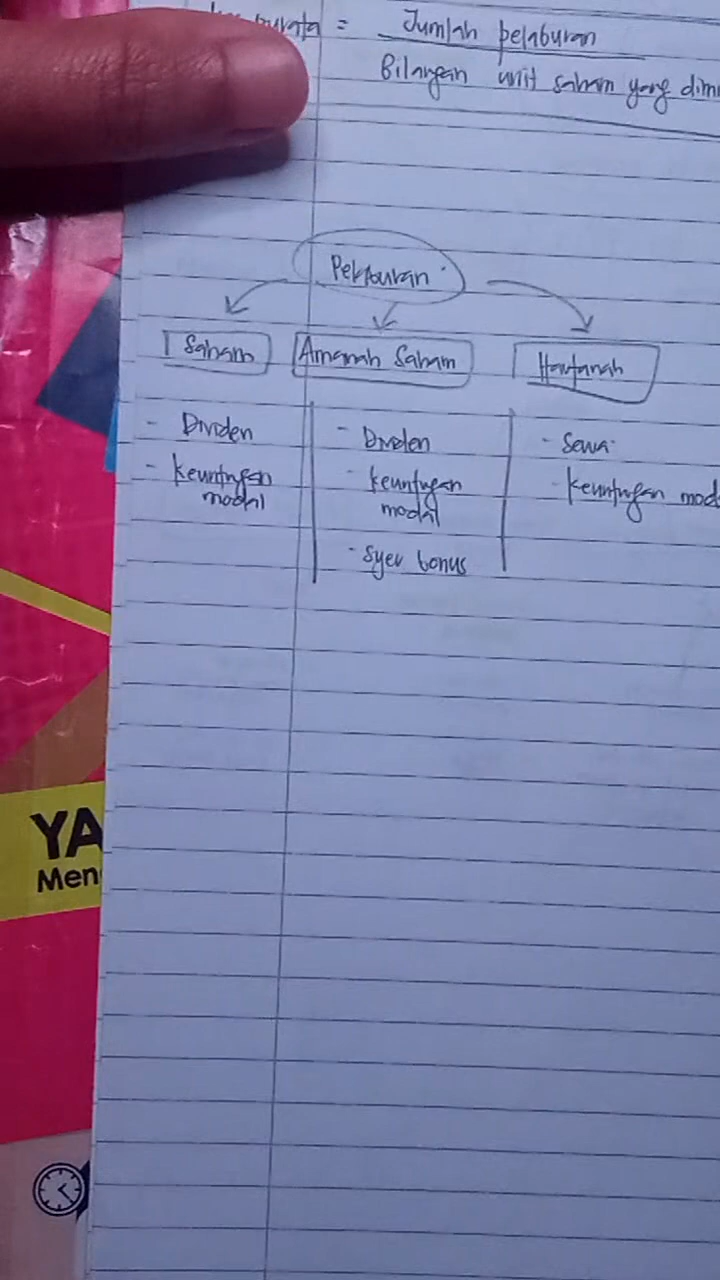 purata = Jumlah pelaburan
Bilangan unit saham yang dim
Pelaburan
Saham Amanah Saham Hartanah
- Dividen - Dividen - Sewa
- Keuntungan modal - Keuntungan modal - Keuntungan mod
- Syer bonus
YA
Men